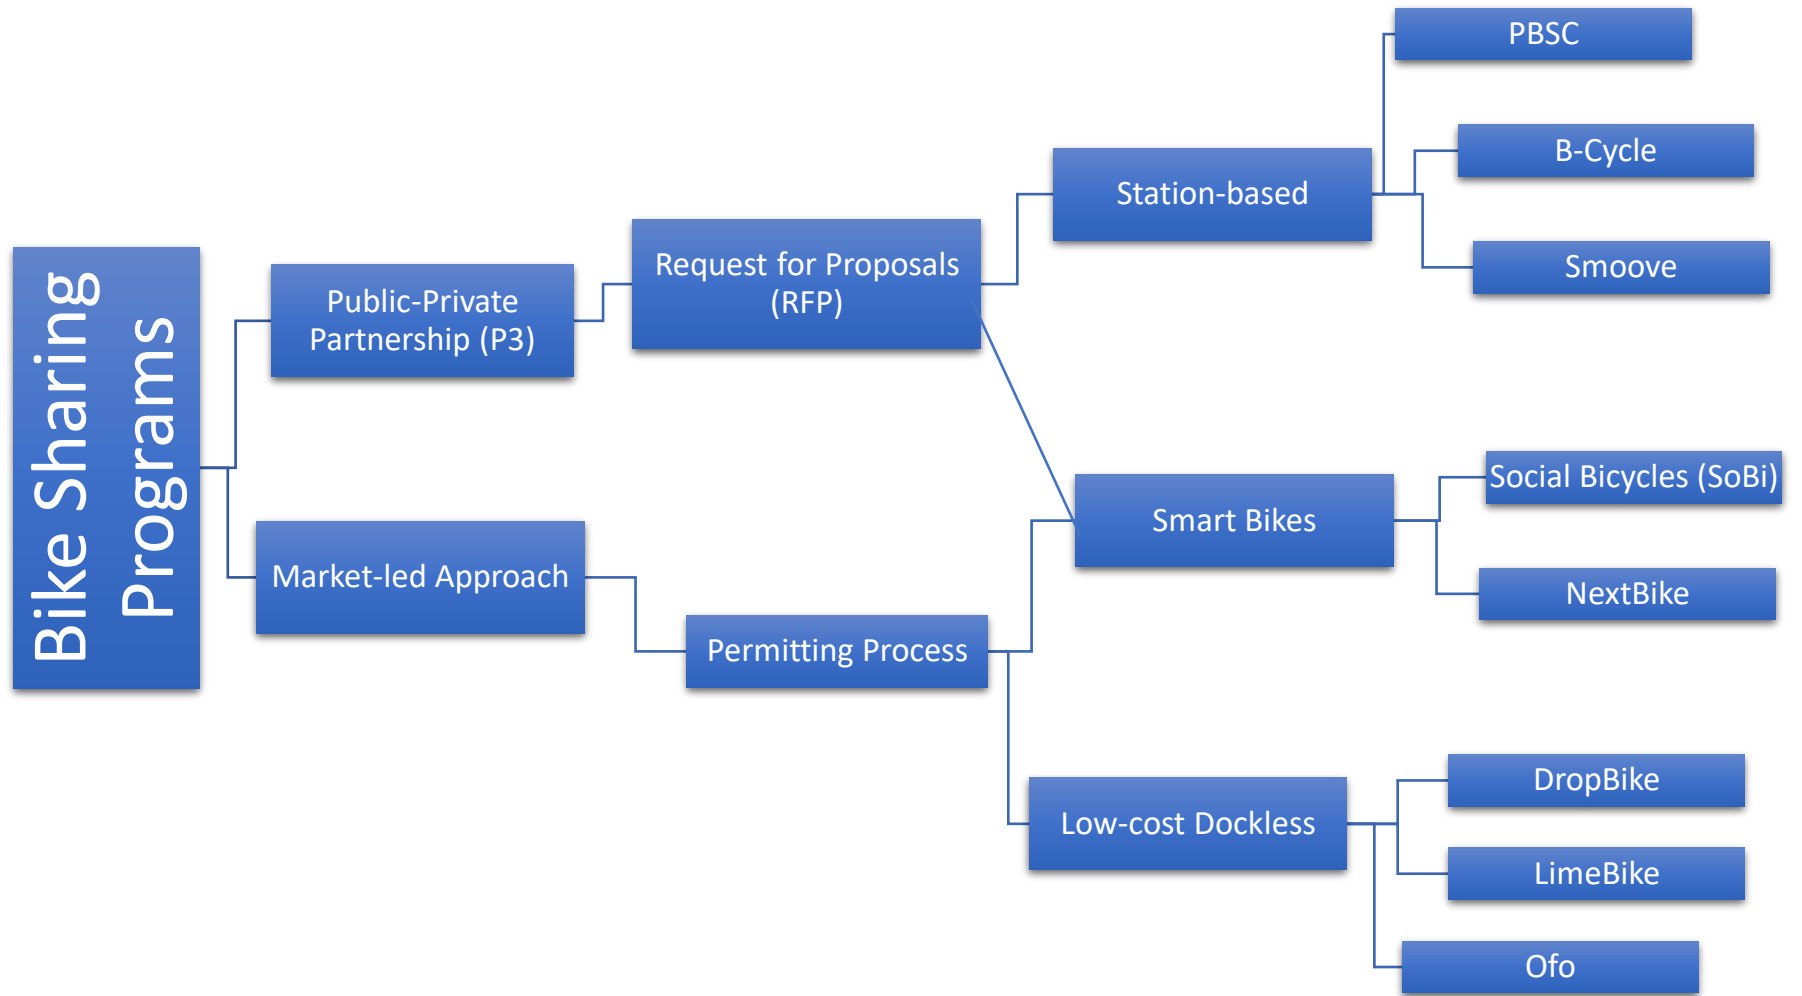 Bike Sharing
Programs
Public-Private
Partnership (P3)
Market-led Approach
Request for Proposals
(RFP)
Permitting Process
Station-based
Smart Bikes
Low-cost Dockless
PBSC
B-Cycle
Smoove
Social Bicycles (SoBi)
NextBike
DropBike
LimeBike
Ofo